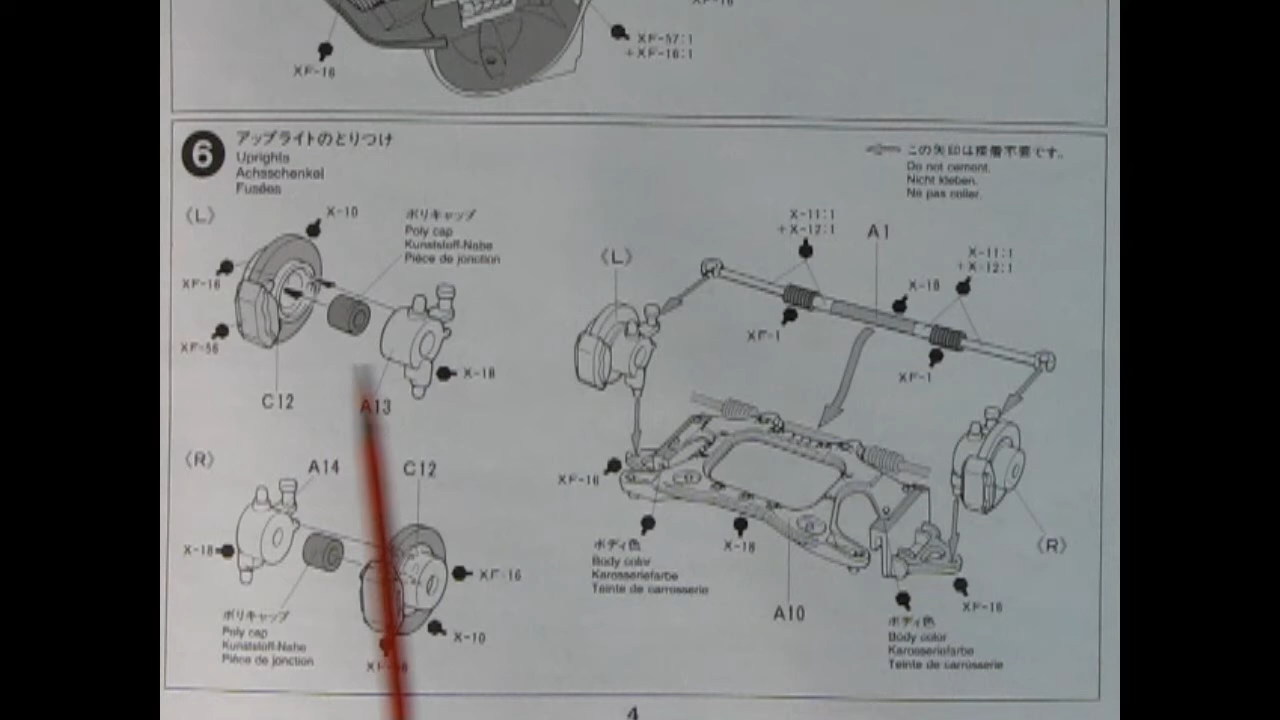 XF-16
XF-16
XF-57:1
+XF-16:1
6
アップライトのとりつけ
Uprights
Achsschenkel
Fusées
この矢印は接着不要です。
Do not cement.
Nicht kleben.
Ne pas coller.
(L)
X-10
ポリキャップ
Poly cap
Kunststoff-Nabe
Pièce de jonction
XF-16
XF-56
C12
A13
X-18
(R)
A14
C12
X-18
XF-16
ポリキャップ
Poly cap
Kunststoff-Nabe
Pièce de jonction
X-10
(L)
X-11:1
+X-12:1
A1
X-11:1
+X-12:1
X-18
XF-1
XF-1
XF-16
ボディ色
Body color
Karosseriefarbe
Teinte de carrosserie
X-18
A10
(R)
XF-16
ボディ色
Body color
Karosseriefarbe
Teinte de carrosserie
4